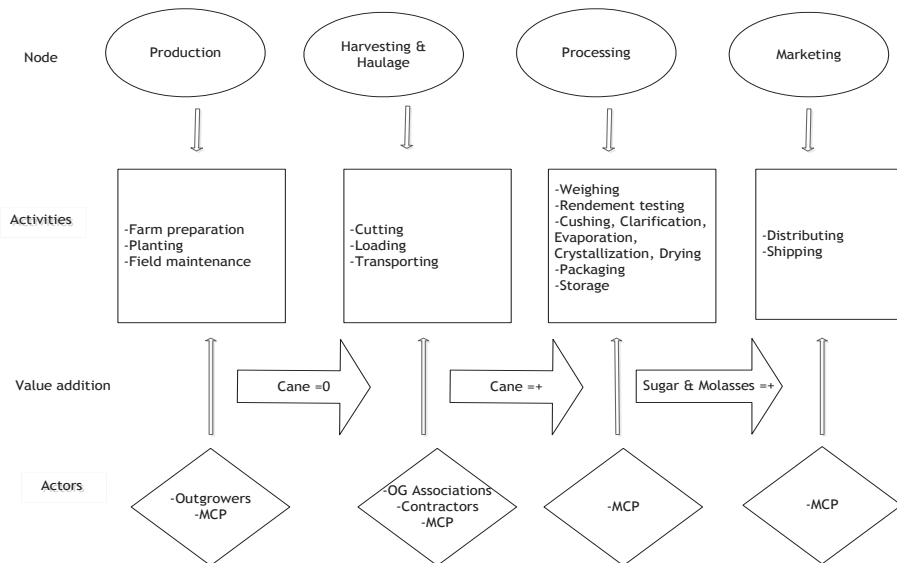 Node
Production
Harvesting &
Haulage
Processing
Marketing
Activities
-Farm preparation
-Planting
-Field maintenance
-Cutting
-Loading
-Transporting
-Weighing
-Rendement testing
-Cushing, Clarification,
Evaporation,
Crystallization, Drying
-Packaging
-Storage
-Distributing
-Shipping
Value addition
Cane =0
Cane =+
Sugar & Molasses =+
Actors
-Outgrowers
-MCP
-OG Associations
-Contractors
-MCP
-MCP
-MCP